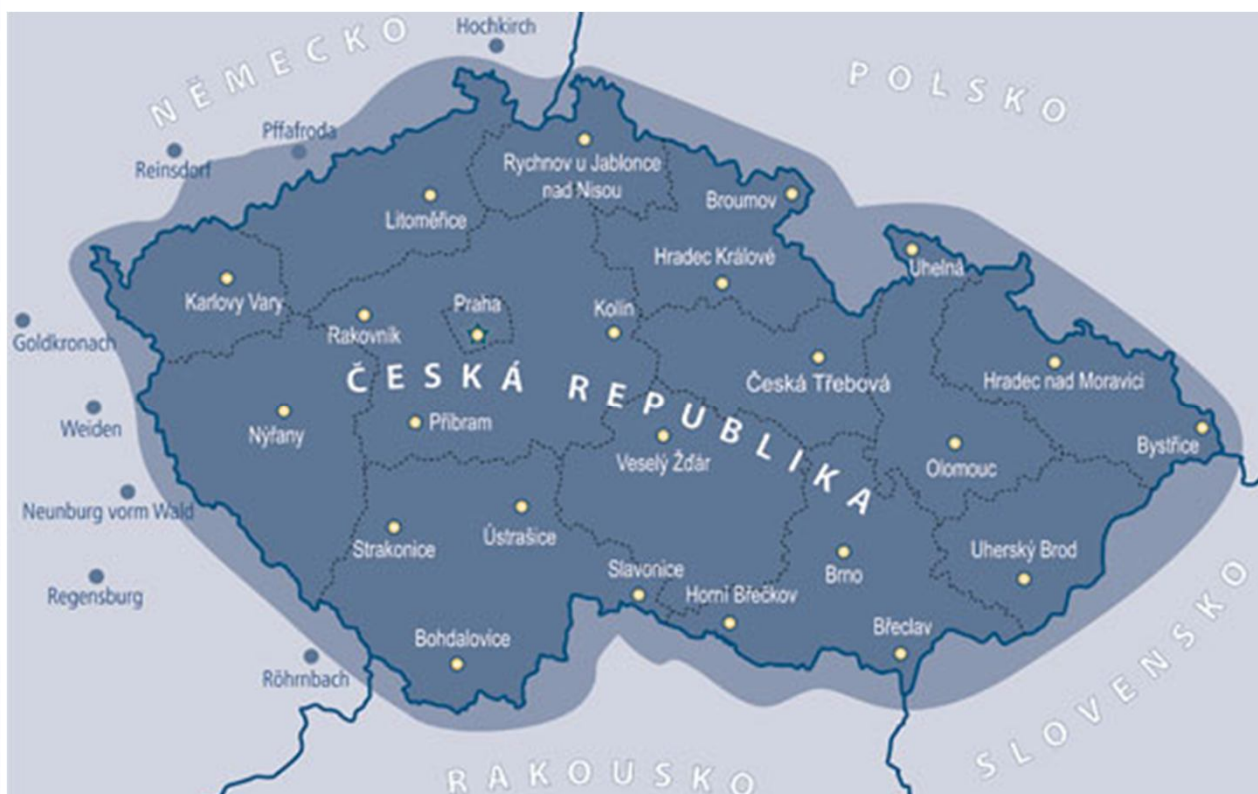 Hochkirch
NĚMECKO
POLSKO
Pffafroda
Reinsdorf
Rychnov u Jablonce
nad Nisou
Broumov
Litoměřice
Hradec Králové
Uhelná
Karlovy Vary
Praha
Kolín
Rakovník
Goldkronach
ČESKÁ REPUBLIKA
Česká Třebová
Hradec nad Moravicí
Weiden
Nýřany
Příbram
Veselý Žďár
Olomouc
Bystřice
Neunburg vorm Wald
Strakonice
Ústrašice
Slavonice
Brno
Uherský Brod
Regensburg
Horní Břečkov
Břeclav
Bohdalovice
Röhrnbach
SLOVENSKO
RAKOUSKO